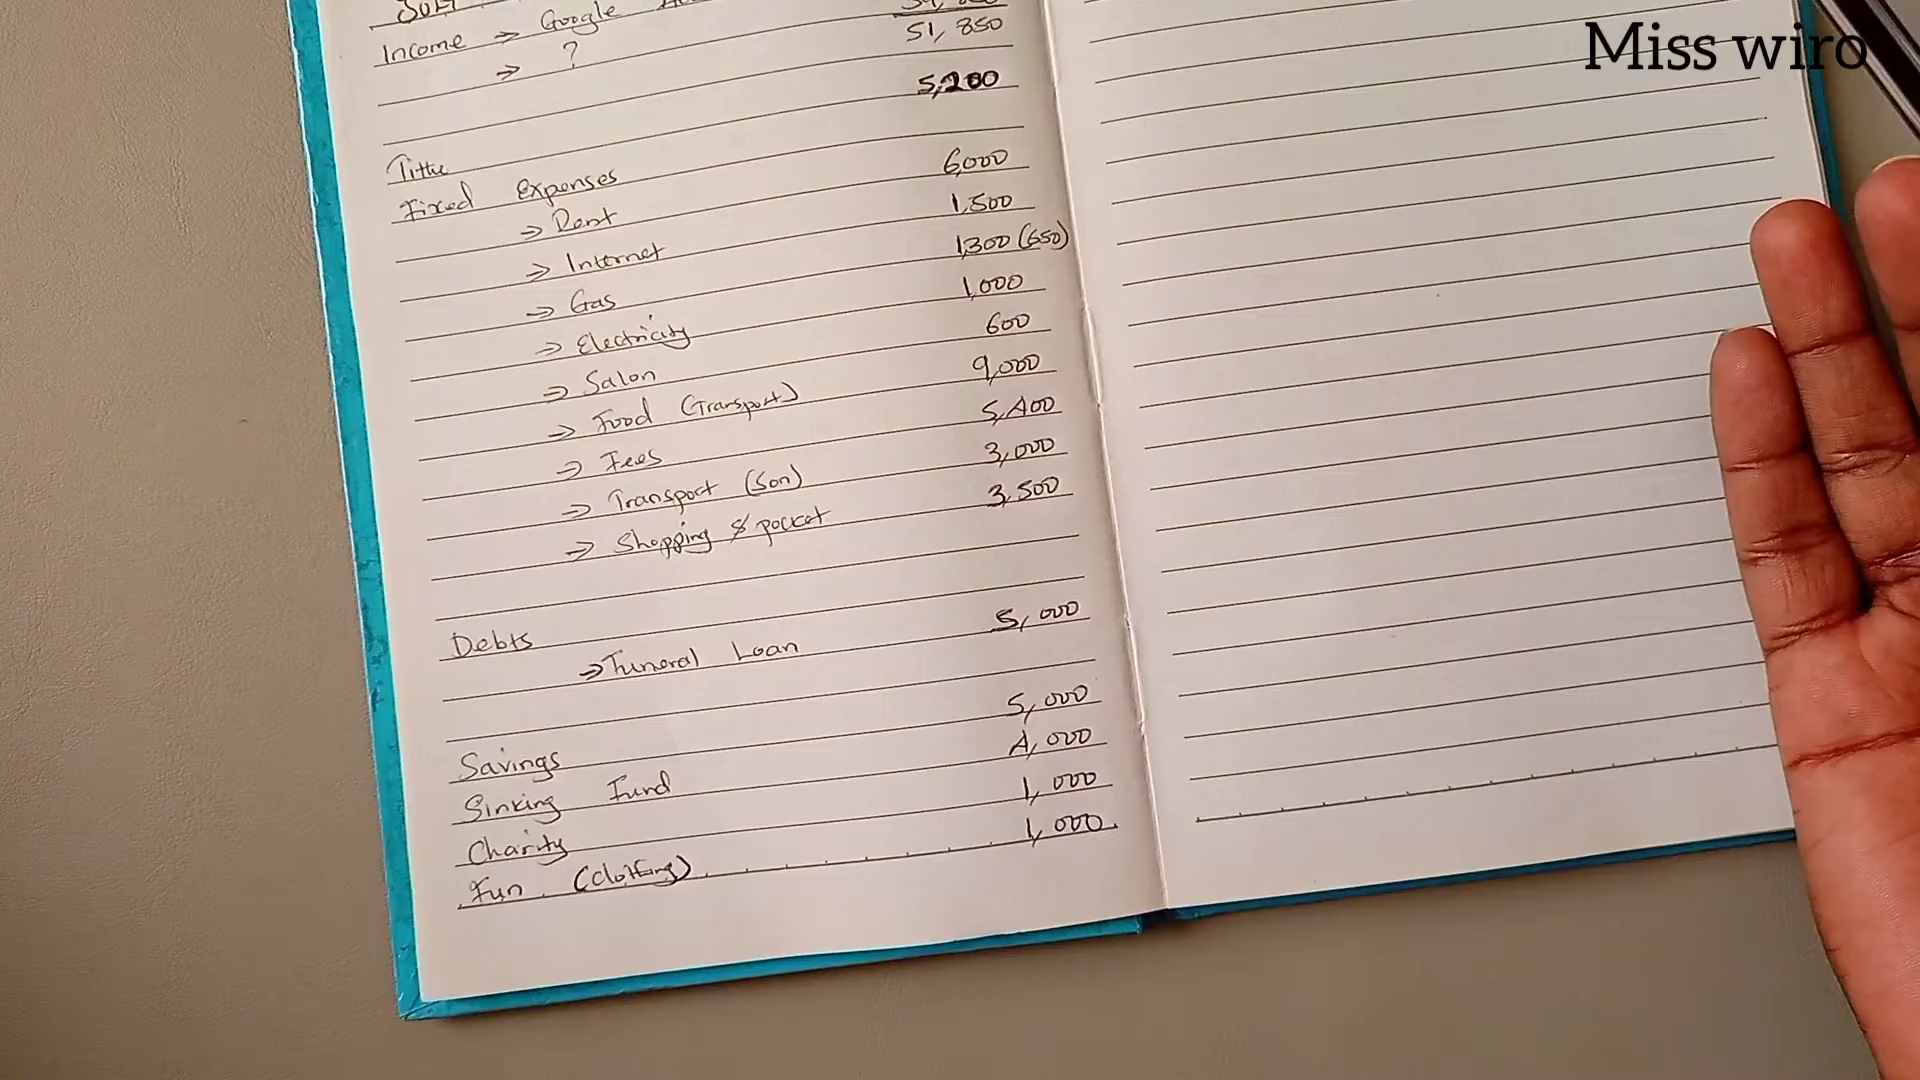 Miss wiro
Income → Google
→ ? 51,850
Tithe 5,200
Fixed Expenses
→ Rent 6,000
→ Internet 1,500
→ Gas 1,300 (650)
→ Electricity 1,000
→ Salon 600
→ Food (Transport) 9,000
→ Fees 5,400
→ Transport (Son) 3,000
→ Shopping & pocket 3,500
Debts
→ Funeral Loan 5,000
Savings 5,000
Sinking Fund 4,000
Charity 1,000
Fun (Clothing) 1,000